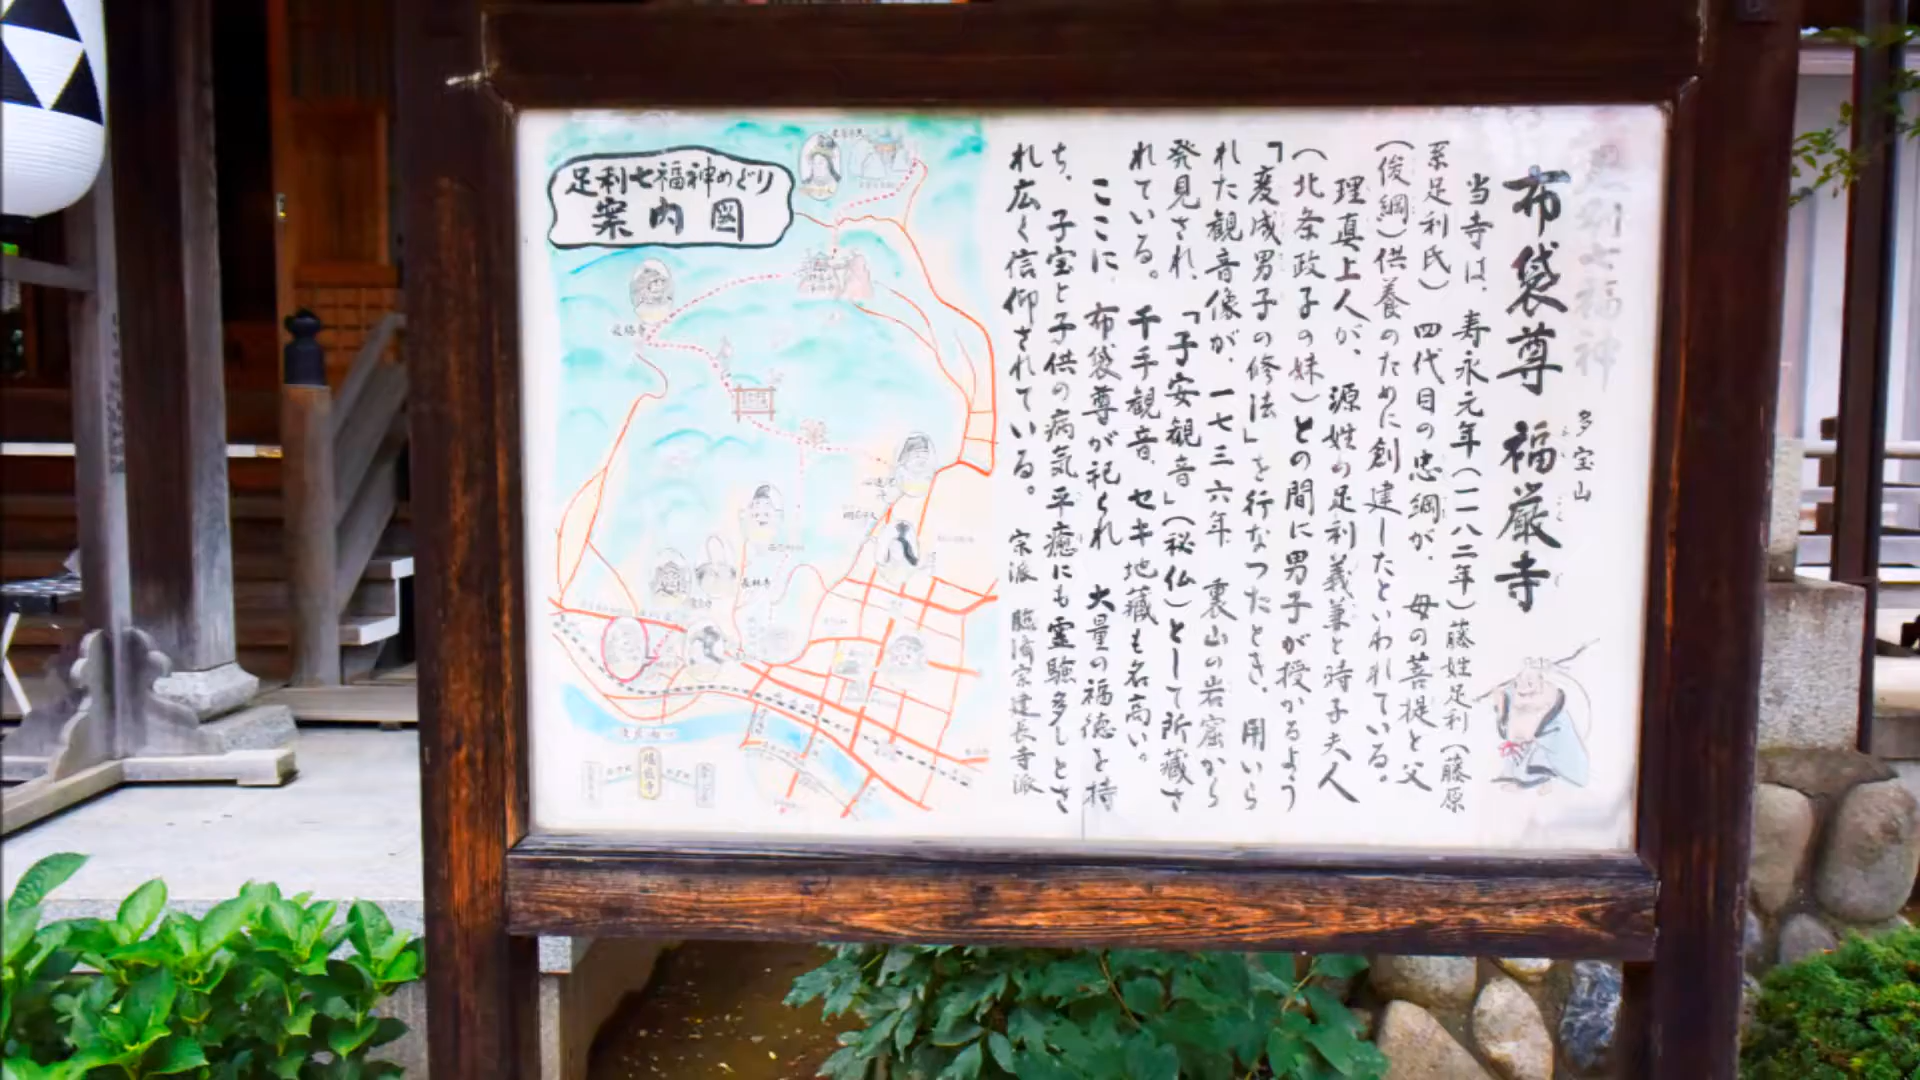 足利七福神
布袋尊 多宝山 福厳寺
当寺は、寿永元年(一一八二年)藤姓足利(藤原
系足利氏)四代目の忠綱が、母の菩提と父
(俊綱)供養のために創建したといわれている。
理真上人が、源姓の足利義兼と時子夫人
(北条政子の妹)との間に男子が授かるよう
「変成男子の修法」を行なったとき、用いら
れた観音像が、一七三六年 裏山の岩窟から
発見され、「子安観音」(秘仏)として所蔵さ
れている。千手観音、セキ地蔵も名高い。
ここに、布袋尊が祀られ 大量の福徳を持
ち、子宝と子供の病気平癒にも霊験多しとさ
れ広く信仰されている。 宗派 臨済宗建長寺派
足利七福神めぐり
案内図